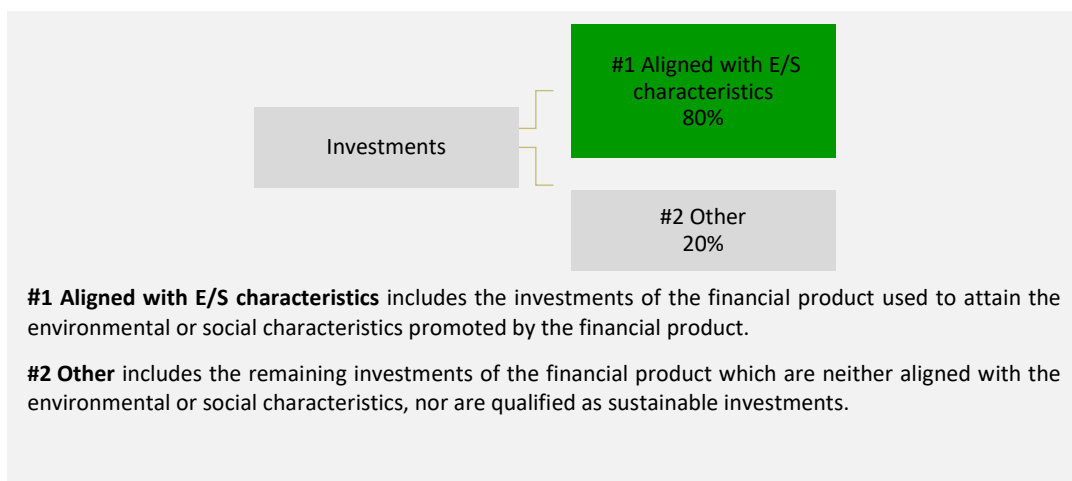 #1 Aligned with E/S
characteristics
80%
Investments
#2 Other
20%
#1 Aligned with E/S characteristics includes the investments of the financial product used to attain the
environmental or social characteristics promoted by the financial product.
#2 Other includes the remaining investments of the financial product which are neither aligned with the
environmental or social characteristics, nor are qualified as sustainable investments.